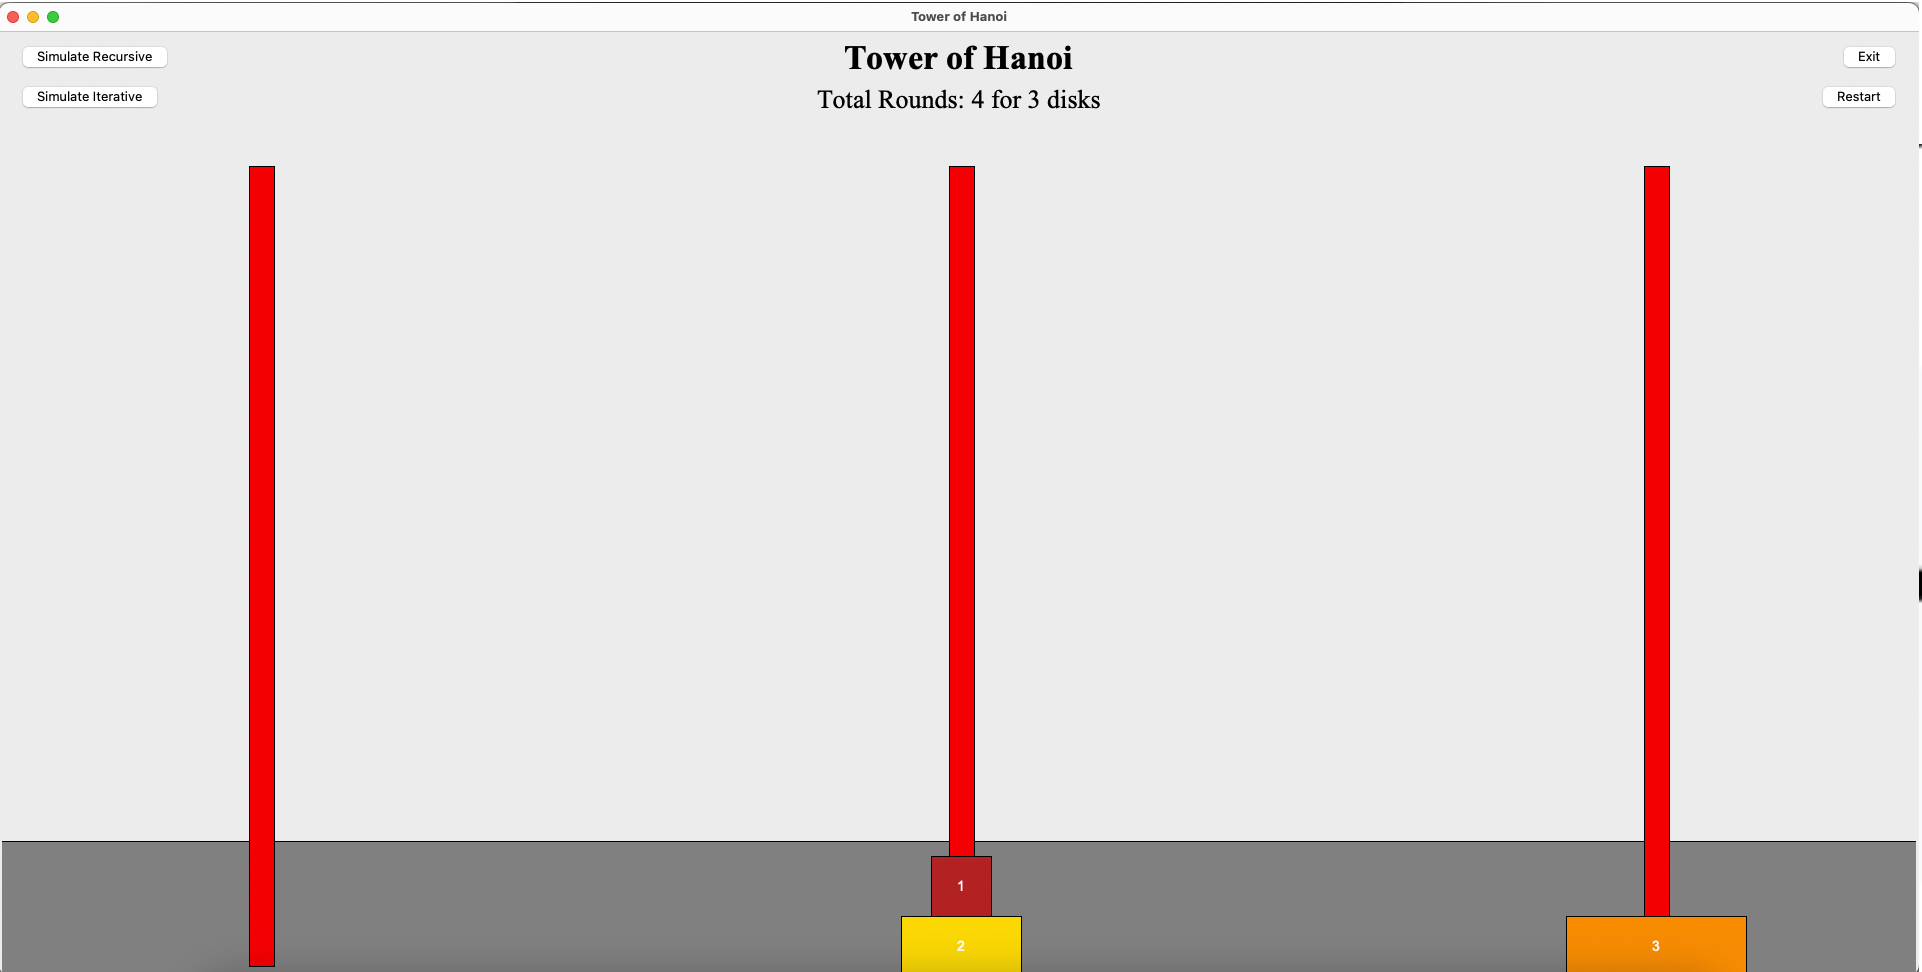 Tower of Hanoi
Simulate Recursive
Tower of Hanoi
Exit
Simulate Iterative
Total Rounds: 4 for 3 disks
Restart
1
2
3